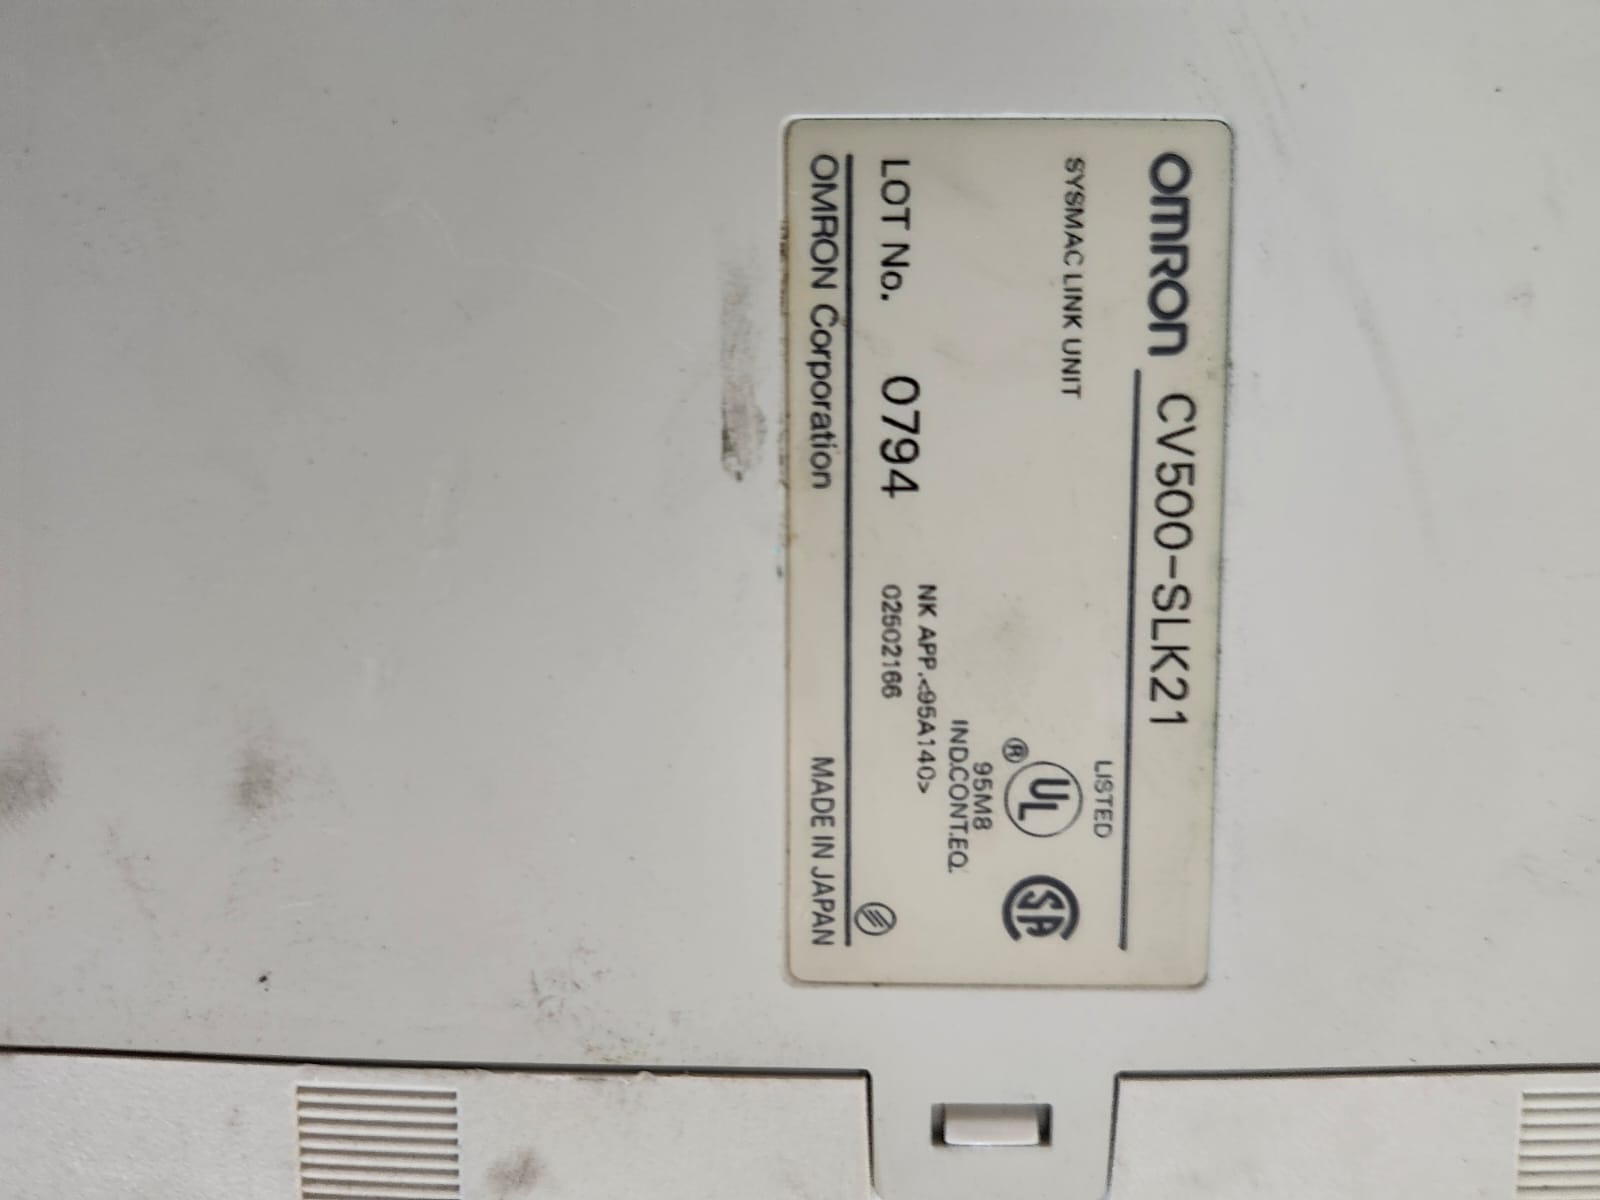 OMRON CV500-SLK21
SYSMAC LINK UNIT
LISTED
UL SA
®
95M8
IND.CONT.EQ.
NK APP.<95A140>
LOT No. 0794 02502166
OMRON Corporation MADE IN JAPAN